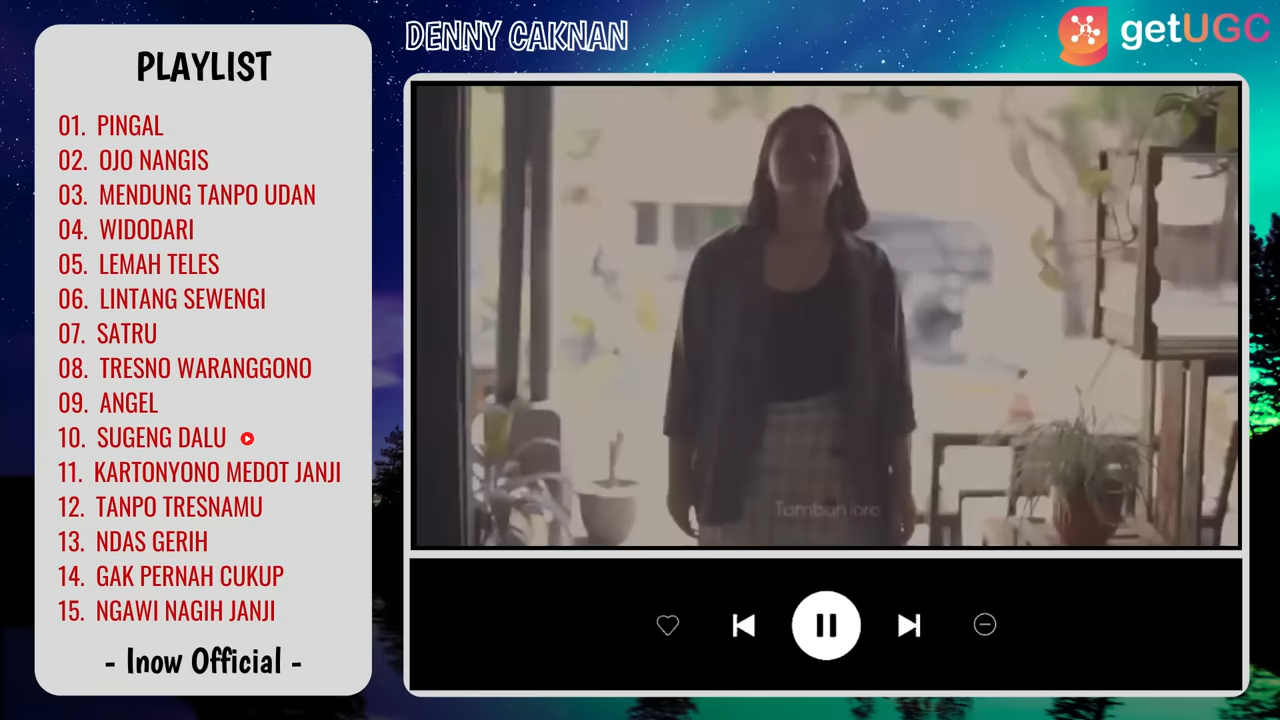 PLAYLIST
01. PINGAL
02. OJO NANGIS
03. MENDUNG TANPO UDAN
04. WIDODARI
05. LEMAH TELES
06. LINTANG SEWENGI
07. SATRU
08. TRESNO WARANGGONO
09. ANGEL
10. SUGENG DALU
11. KARTONYONO MEDOT JANJI
12. TANPO TRESNAMU
13. NDAS GERIH
14. GAK PERNAH CUKUP
15. NGAWI NAGIH JANJI
- Inow Official -
DENNY CAKNAN
getUGC
Tamban loro